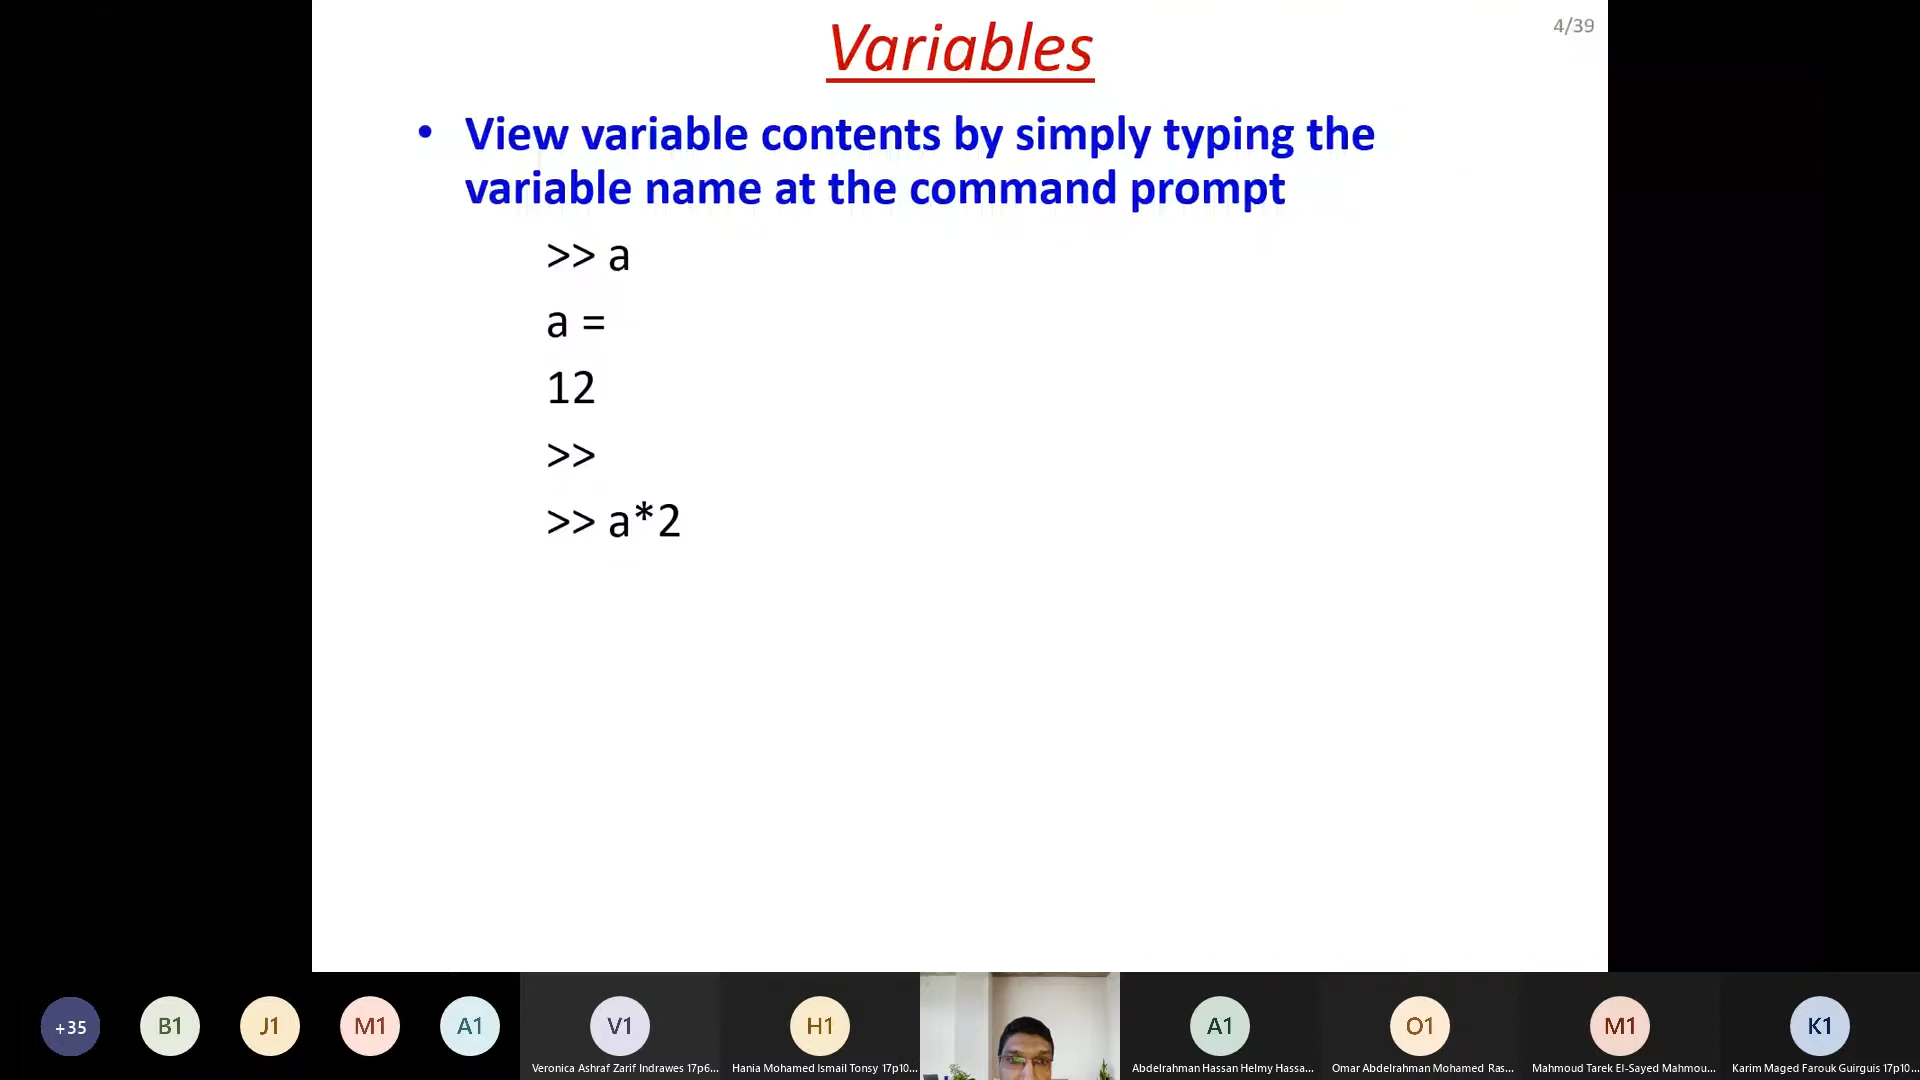 Variables
4/39
• View variable contents by simply typing the
variable name at the command prompt
>> a
a =
12
>>
>> a*2
+35
B1
J1
M1
A1
V1
H1
A1
O1
M1
K1
Veronica Ashraf Zarif Indrawes 17p6...
Hania Mohamed Ismail Tonsy 17p10...
Abdelrahman Hassan Helmy Hassa...
Omar Abdelrahman Mohamed Ras...
Mahmoud Tarek El-Sayed Mahmou...
Karim Maged Farouk Guirguis 17p10...